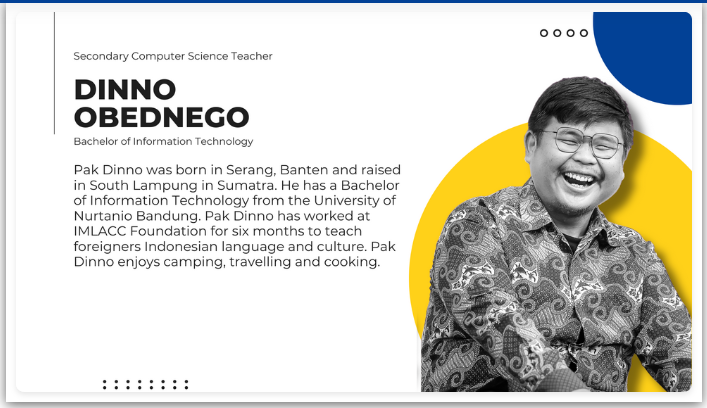 Secondary Computer Science Teacher
DINNO
OBEDNEGO
Bachelor of Information Technology
Pak Dinno was born in Serang, Banten and raised
in South Lampung in Sumatra. He has a Bachelor
of Information Technology from the University of
Nurtanio Bandung. Pak Dinno has worked at
IMLACC Foundation for six months to teach
foreigners Indonesian language and culture. Pak
Dinno enjoys camping, travelling and cooking.